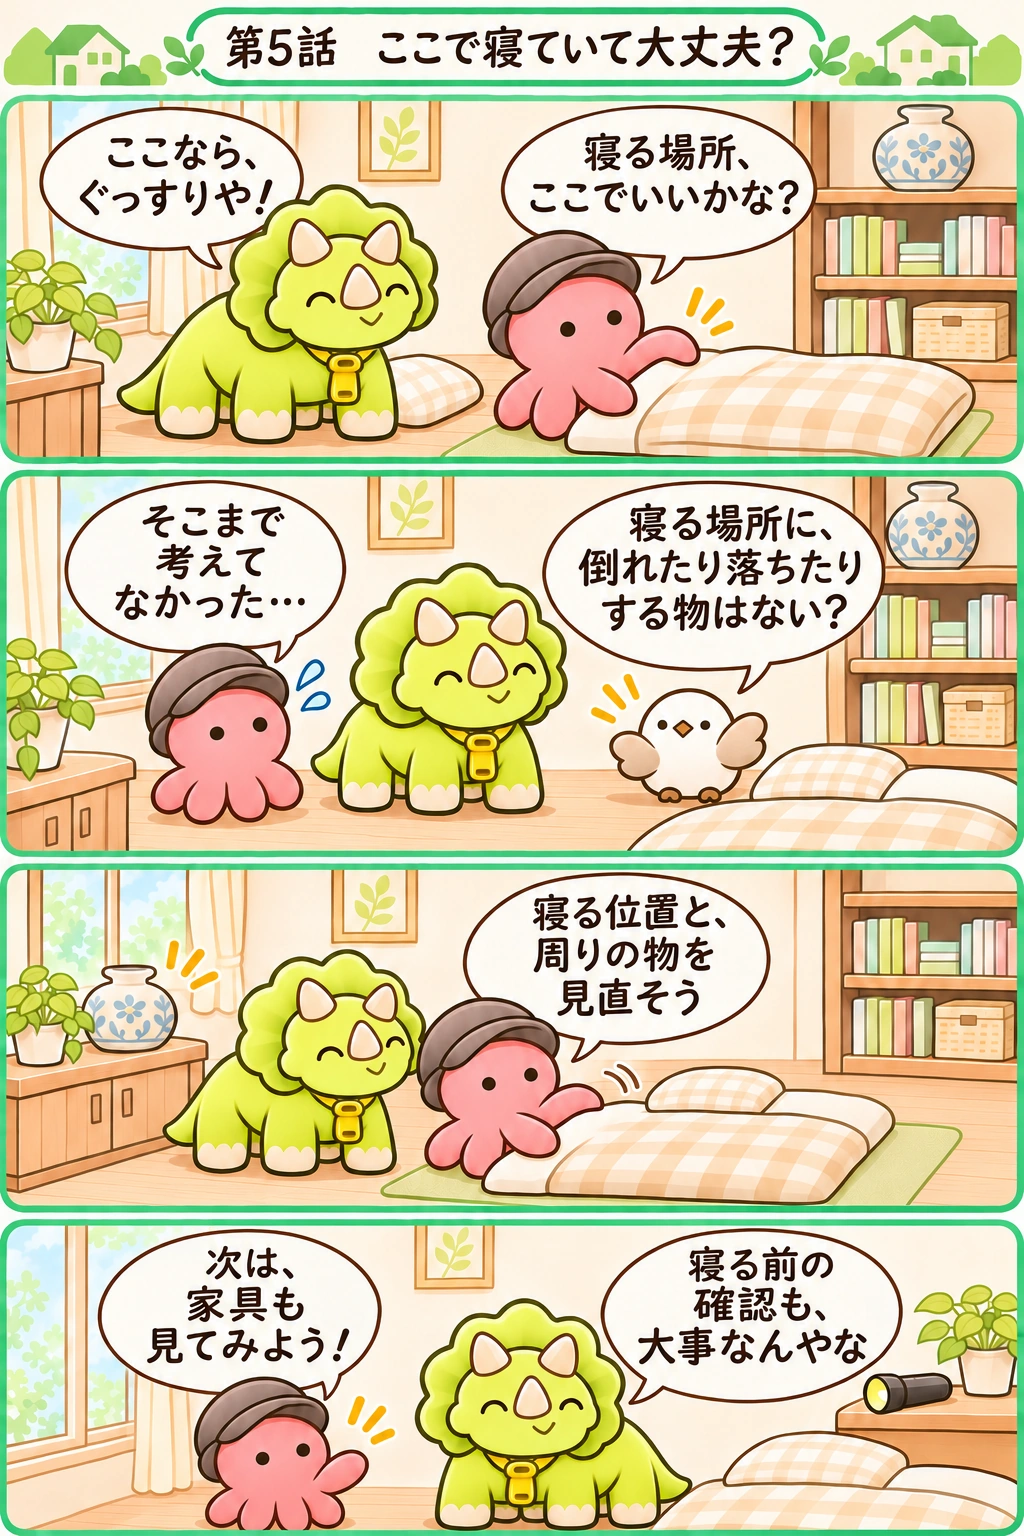 第5話　ここで寝ていて大丈夫？
ここなら、
ぐっすりや！
寝る場所、
ここでいいかな？
そこまで
考えて
なかった…
寝る場所に、
倒れたり落ちたり
する物はない？
寝る位置と、
周りの物を
見直そう
次は、
家具も
見てみよう！
寝る前の
確認も、
大事なんやな